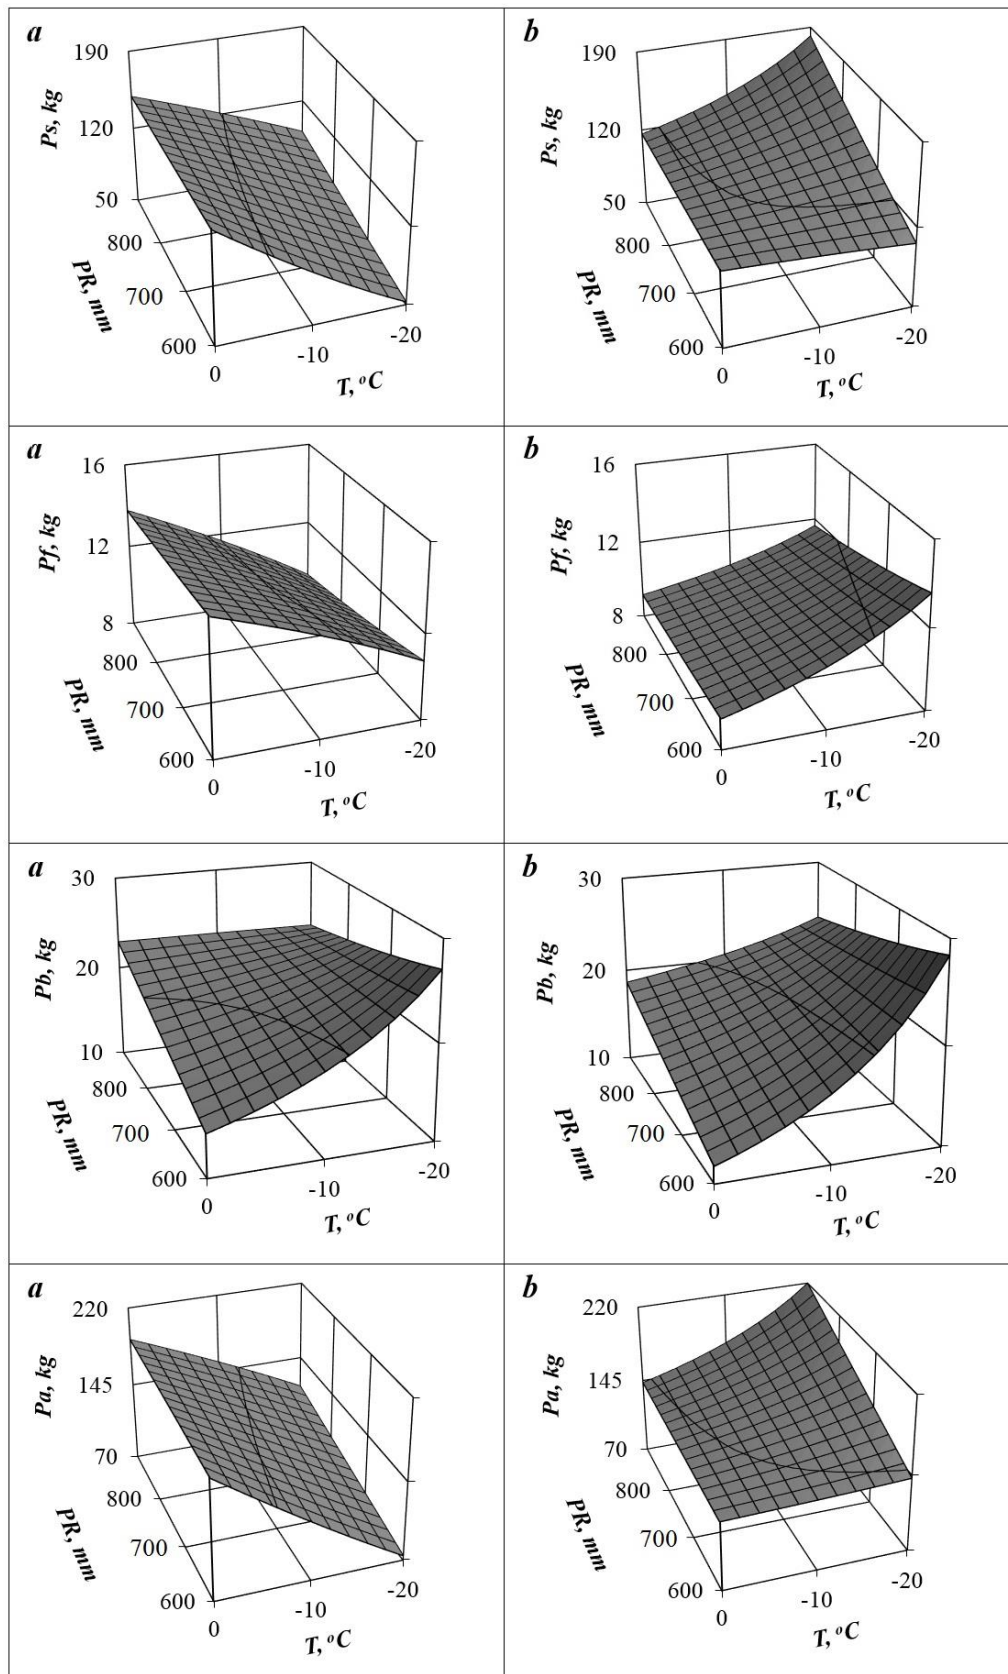 a
190
120
50
800
700
600
0
-10
-20
Ps, kg
PR, mm
T, °C
b
190
120
50
800
700
600
0
-10
-20
Ps, kg
PR, mm
T, °C
a
16
12
8
800
700
600
0
-10
-20
Pf, kg
PR, mm
T, °C
b
16
12
8
800
700
600
0
-10
-20
Pf, kg
PR, mm
T, °C
a
30
20
10
800
700
600
0
-10
-20
Pb, kg
PR, mm
T, °C
b
30
20
10
800
700
600
0
-10
-20
Pb, kg
PR, mm
T, °C
a
220
145
70
800
700
600
0
-10
-20
Pa, kg
PR, mm
T, °C
b
220
145
70
800
700
600
0
-10
-20
Pa, kg
PR, mm
T, °C